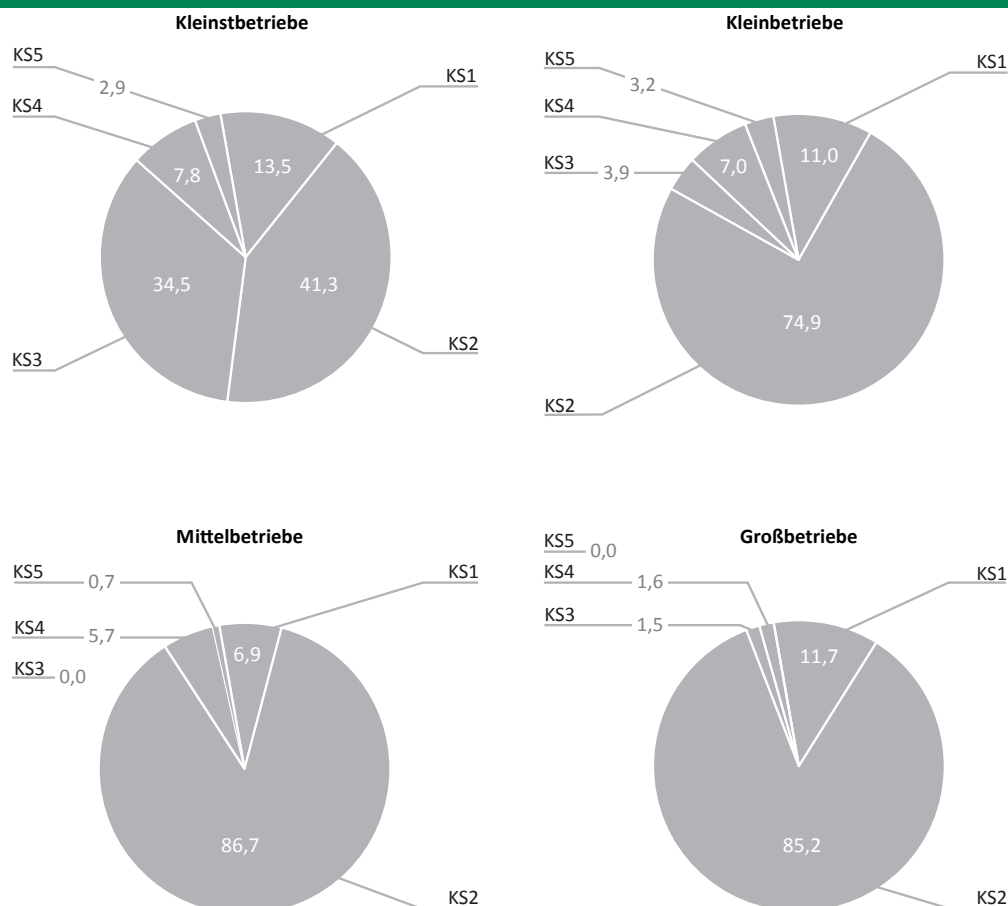 Kleinstbetriebe
KS5
2,9
KS1
KS4
7,8
13,5
34,5
41,3
KS3
KS2
Kleinbetriebe
KS5
3,2
KS1
KS4
KS3
3,9
7,0
11,0
74,9
KS2
Mittelbetriebe
KS5
0,7
KS1
KS4
5,7
6,9
KS3
0,0
86,7
KS2
Großbetriebe
KS5
0,0
KS4
1,6
KS1
KS3
1,5
11,7
85,2
KS2